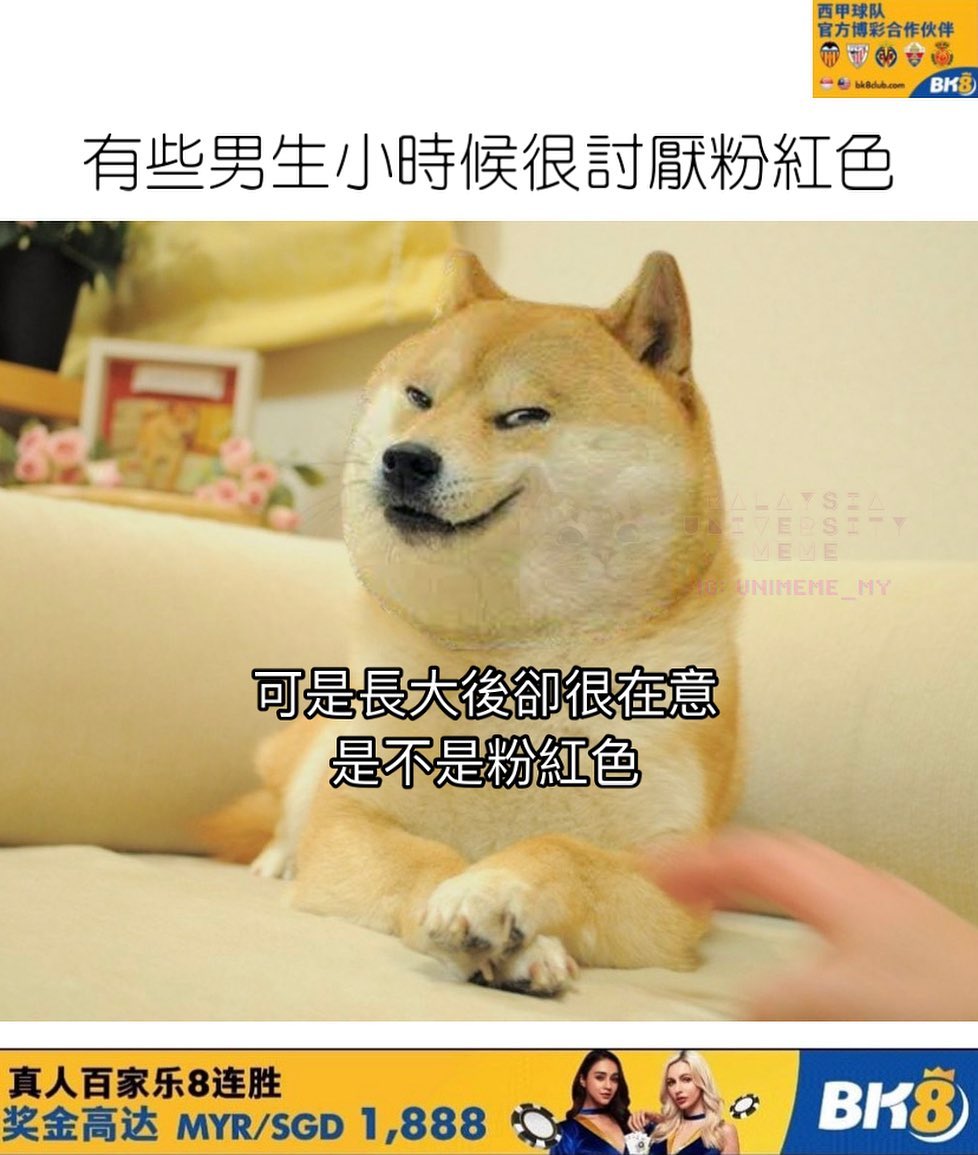 西甲球队
官方博彩合作伙伴
bk8club.com
BK8
有些男生小時候很討厭粉紅色
MALAYSIA
UNIVERSITY
MEME
IG: UNIMEME_MY
可是長大後卻很在意
是不是粉紅色
真人百家乐8连胜
奖金高达 MYR/SGD 1,888
BK8